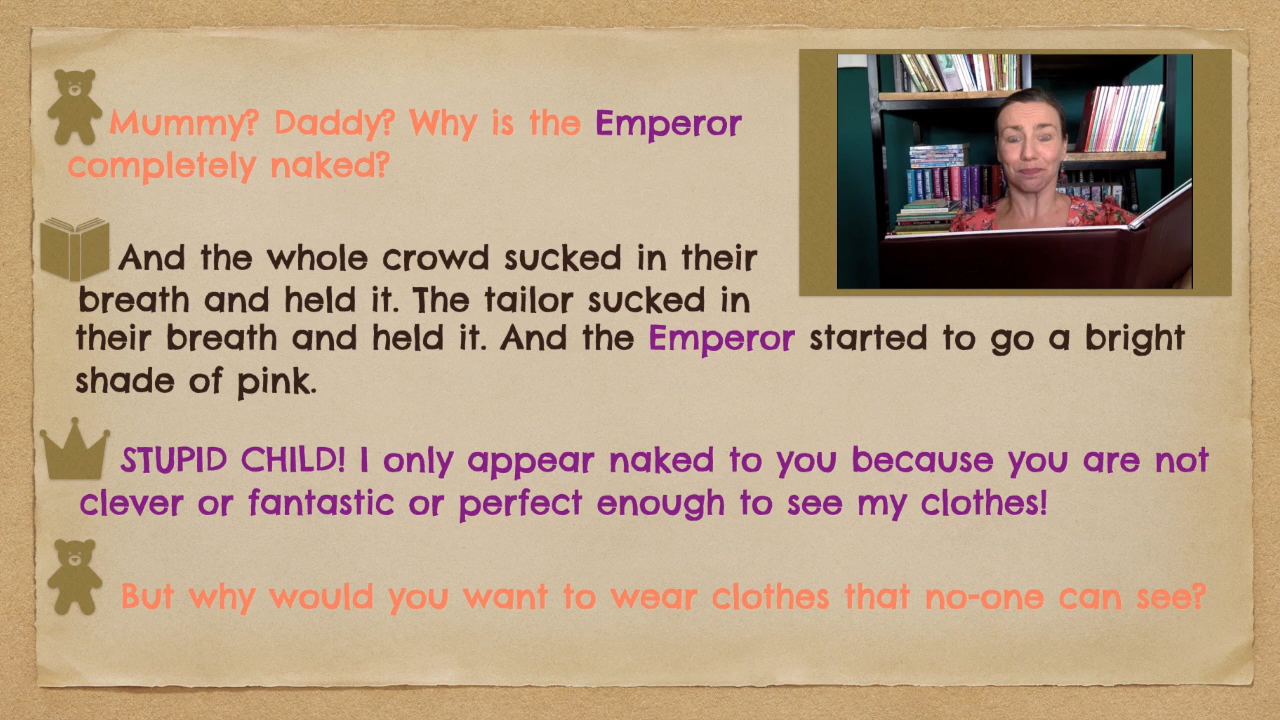 Mummy? Daddy? Why is the Emperor
completely naked?
And the whole crowd sucked in their
breath and held it. The tailor sucked in
their breath and held it. And the Emperor started to go a bright
shade of pink.
STUPID CHILD! I only appear naked to you because you are not
clever or fantastic or perfect enough to see my clothes!
But why would you want to wear clothes that no-one can see?